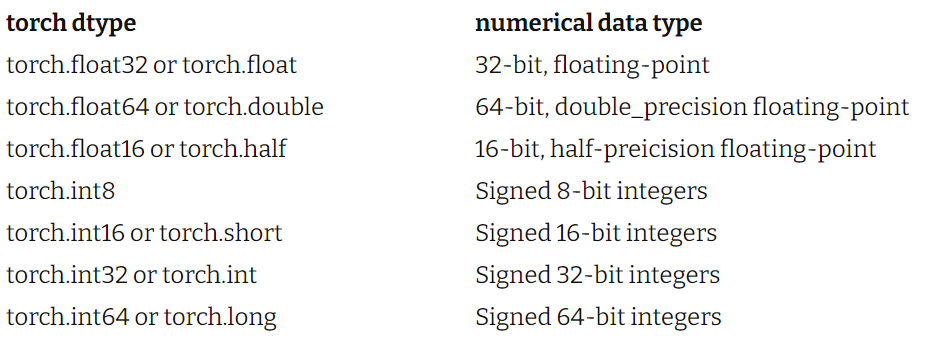 torch dtype numerical data type
torch.float32 or torch.float 32-bit, floating-point
torch.float64 or torch.double 64-bit, double_precision floating-point
torch.float16 or torch.half 16-bit, half-preicision floating-point
torch.int8 Signed 8-bit integers
torch.int16 or torch.short Signed 16-bit integers
torch.int32 or torch.int Signed 32-bit integers
torch.int64 or torch.long Signed 64-bit integers